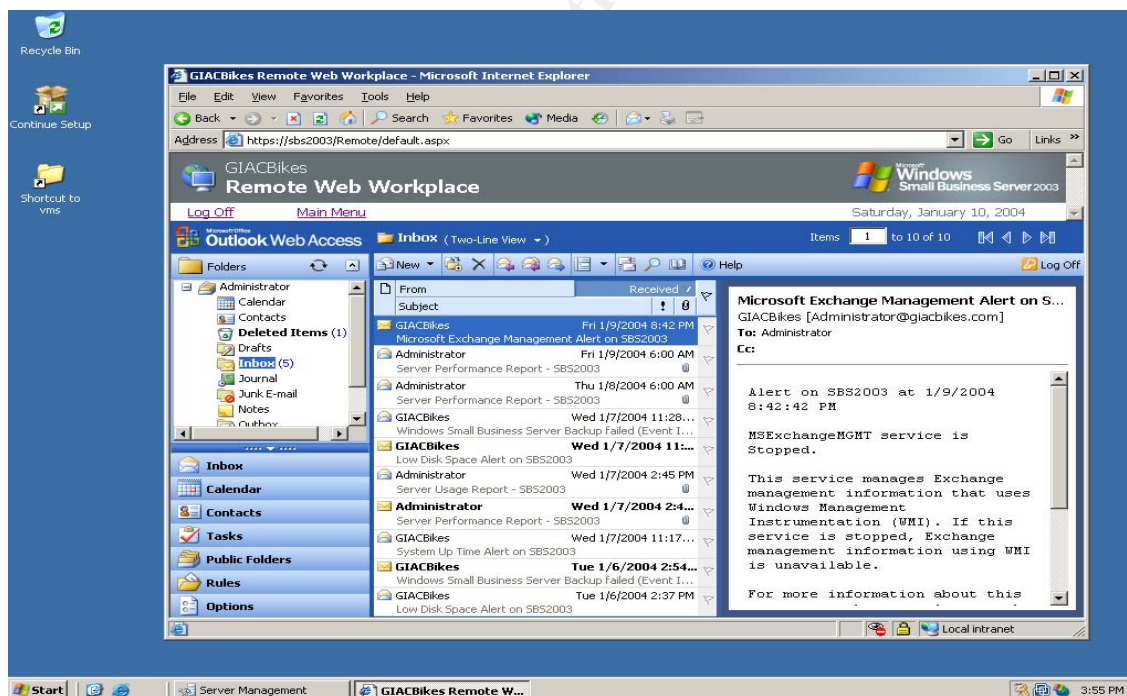 Recycle Bin
Continue Setup
Shortcut to
vms
GIACBikes Remote Web Workplace - Microsoft Internet Explorer
File Edit View Favorites Tools Help
Back Search Favorites Media
Address https://sbs2003/Remote/default.aspx Go Links »
GIACBikes
Remote Web Workplace
Microsoft
Windows
Small Business Server 2003
Log Off Main Menu Saturday, January 10, 2004
Microsoft Office
Outlook Web Access
Inbox (Two-Line View)
Items 1 to 10 of 10
Folders
New Help Log Off
Administrator
Calendar
Contacts
Deleted Items (1)
Drafts
Inbox (5)
Journal
Junk E-mail
Notes
Outbox
Inbox
Calendar
Contacts
Tasks
Public Folders
Rules
Options
From Received
Subject
GIACBikes Fri 1/9/2004 8:42 PM
Microsoft Exchange Management Alert on SBS2003
Administrator Fri 1/9/2004 6:00 AM
Server Performance Report - SBS2003
Administrator Thu 1/8/2004 6:00 AM
Server Performance Report - SBS2003
GIACBikes Wed 1/7/2004 11:28...
Windows Small Business Server Backup failed (Event I...
GIACBikes Wed 1/7/2004 11:...
Low Disk Space Alert on SBS2003
Administrator Wed 1/7/2004 2:45 PM
Server Usage Report - SBS2003
Administrator Wed 1/7/2004 2:4...
Server Performance Report - SBS2003
GIACBikes Wed 1/7/2004 11:17...
System Up Time Alert on SBS2003
GIACBikes Tue 1/6/2004 2:54...
Windows Small Business Server Backup failed (Event I...
GIACBikes Tue 1/6/2004 2:37 PM
Low Disk Space Alert on SBS2003
Microsoft Exchange Management Alert on S...
GIACBikes [Administrator@giacbikes.com]
To: Administrator
Cc:
Alert on SBS2003 at 1/9/2004
8:42:42 PM
MSExchangeMGMT service is
Stopped.
This service manages Exchange
management information that uses
Windows Management
Instrumentation (WMI). If this
service is stopped, Exchange
management information using WMI
is unavailable.
For more information about this
Local intranet
Start Server Management GIACBikes Remote W... 3:55 PM